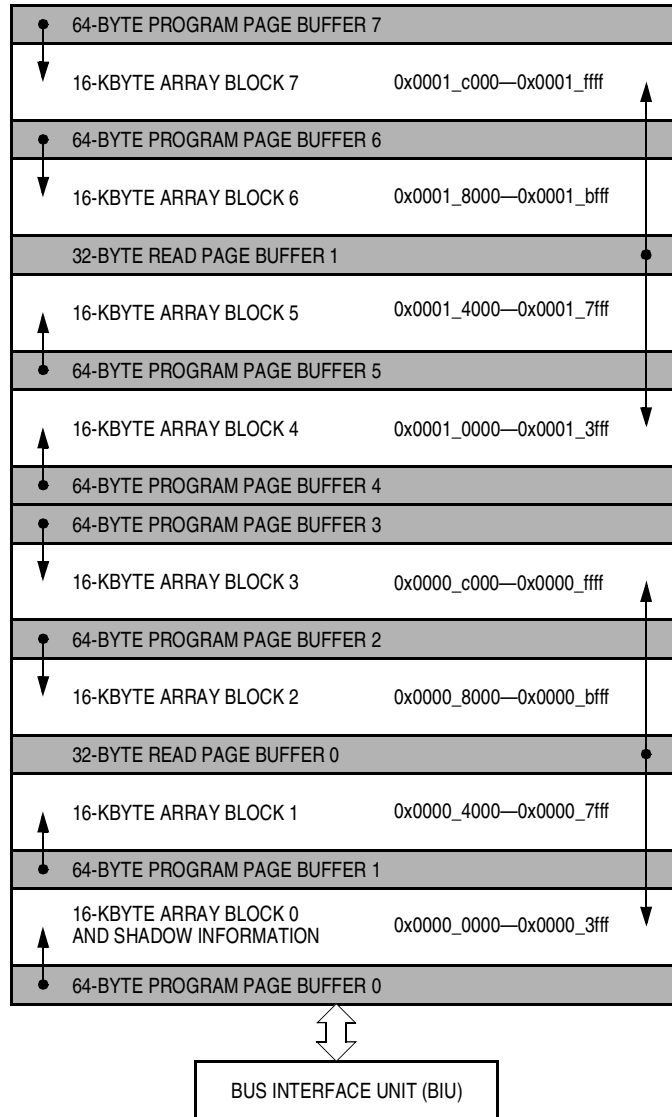 64-BYTE PROGRAM PAGE BUFFER 7
16-KBYTE ARRAY BLOCK 7 0x0001_c000—0x0001_ffff
64-BYTE PROGRAM PAGE BUFFER 6
16-KBYTE ARRAY BLOCK 6 0x0001_8000—0x0001_bfff
32-BYTE READ PAGE BUFFER 1
16-KBYTE ARRAY BLOCK 5 0x0001_4000—0x0001_7fff
64-BYTE PROGRAM PAGE BUFFER 5
16-KBYTE ARRAY BLOCK 4 0x0001_0000—0x0001_3fff
64-BYTE PROGRAM PAGE BUFFER 4
64-BYTE PROGRAM PAGE BUFFER 3
16-KBYTE ARRAY BLOCK 3 0x0000_c000—0x0000_ffff
64-BYTE PROGRAM PAGE BUFFER 2
16-KBYTE ARRAY BLOCK 2 0x0000_8000—0x0000_bfff
32-BYTE READ PAGE BUFFER 0
16-KBYTE ARRAY BLOCK 1 0x0000_4000—0x0000_7fff
64-BYTE PROGRAM PAGE BUFFER 1
16-KBYTE ARRAY BLOCK 0
AND SHADOW INFORMATION 0x0000_0000—0x0000_3fff
64-BYTE PROGRAM PAGE BUFFER 0
BUS INTERFACE UNIT (BIU)